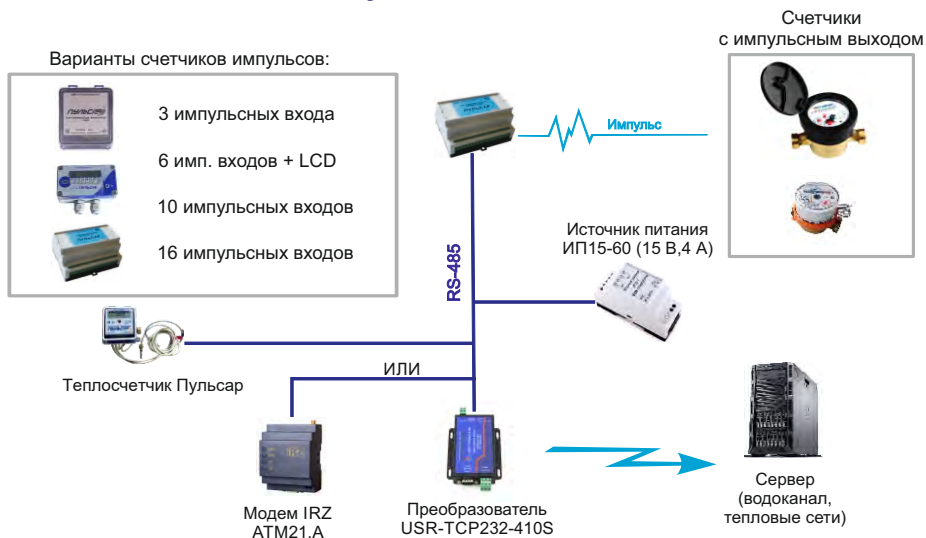 Счетчики
с импульсным выходом
Варианты счетчиков импульсов:
3 импульсных входа
6 имп. входов + LCD
10 импульсных входов
16 импульсных входов
Импульс
Источник питания
ИП15-60 (15 В,4 А)
RS-485
Теплосчетчик Пульсар
ИЛИ
Модем IRZ
ATM21.A
Преобразователь
USR-TCP232-410S
Сервер
(водоканал,
тепловые сети)